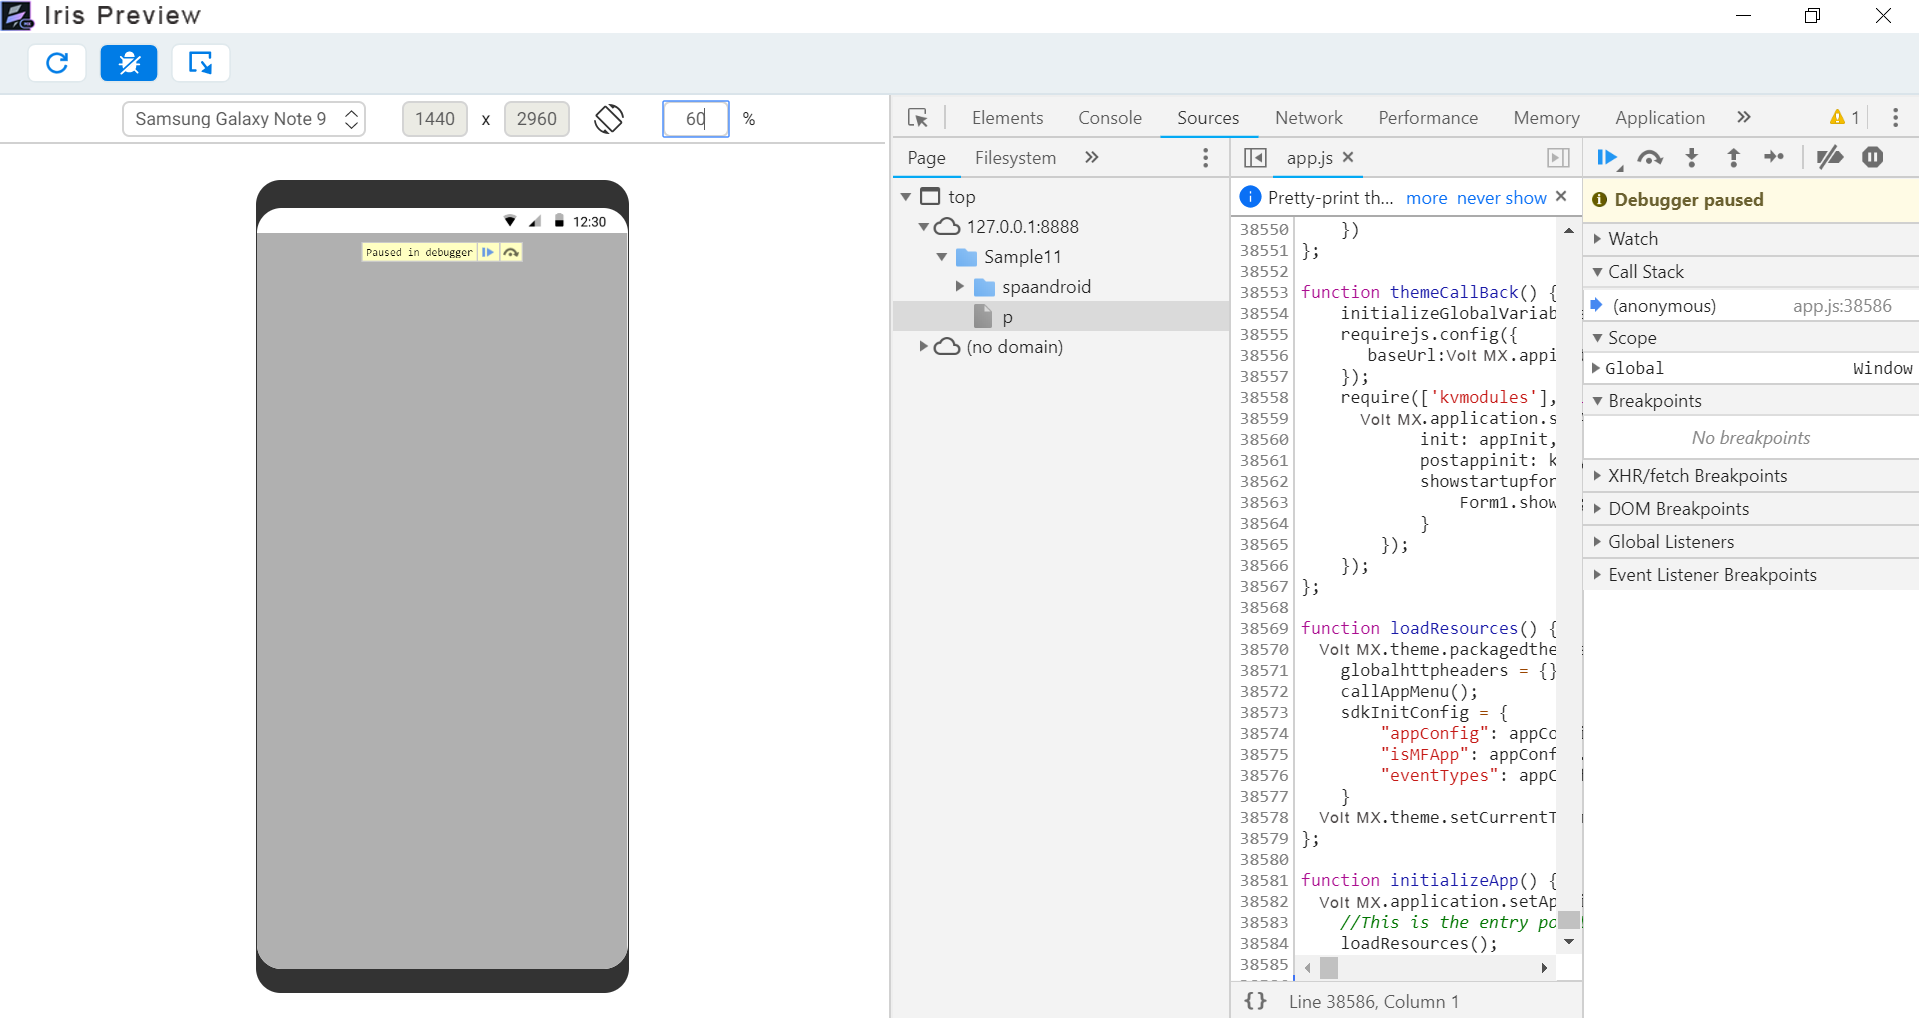 Iris Preview
Samsung Galaxy Note 9
1440 x 2960
60 %
12:30
Paused in debugger
Elements Console Sources Network Performance Memory Application » 1
Page Filesystem »
top
127.0.0.1:8888
Sample11
spaandroid
p
(no domain)
app.js
Pretty-print th... more never show
38550 })
38551 };
38552
38553 function themeCallBack() {
38554 initializeGlobalVariab
38555 requirejs.config({
38556 baseUrl:Volt MX.appi
38557 });
38558 require(['kvmodules'],
38559 Volt MX.application.s
38560 init: appInit,
38561 postappinit: k
38562 showstartupfor
38563 Form1.show
38564 }
38565 });
38566 });
38567 };
38568
38569 function loadResources() {
38570 Volt MX.theme.packagedthe
38571 globalhttpheaders = {}
38572 callAppMenu();
38573 sdkInitConfig = {
38574 "appConfig": appCo
38575 "isMFApp": appConf
38576 "eventTypes": appC
38577 }
38578 Volt MX.theme.setCurrentT
38579 };
38580
38581 function initializeApp() {
38582 Volt MX.application.setAp
38583 //This is the entry po
38584 loadResources();
38585
{} Line 38586, Column 1
Debugger paused
Watch
Call Stack
(anonymous) app.js:38586
Scope
Global Window
Breakpoints
No breakpoints
XHR/fetch Breakpoints
DOM Breakpoints
Global Listeners
Event Listener Breakpoints